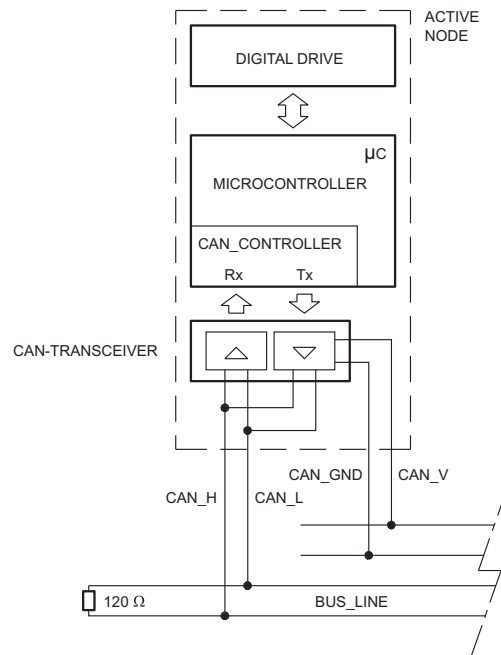 ACTIVE
NODE
DIGITAL DRIVE
μC
MICROCONTROLLER
CAN_CONTROLLER
Rx Tx
CAN-TRANSCEIVER
CAN_GND CAN_V
CAN_H CAN_L
120 Ω BUS_LINE